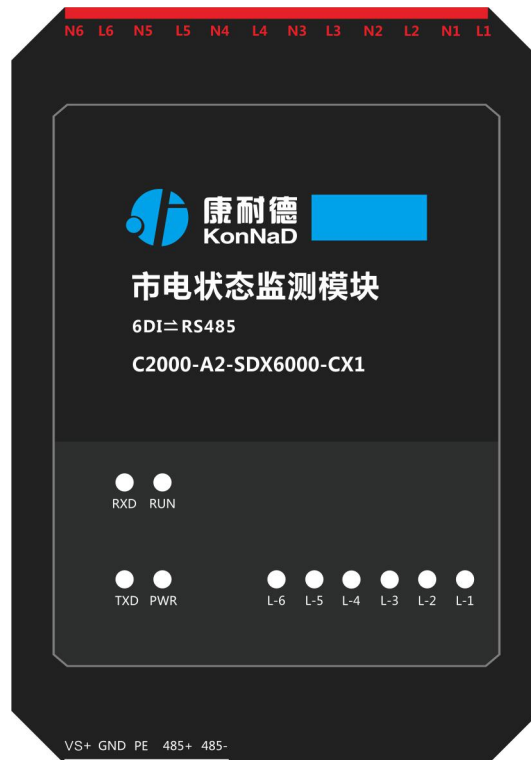 N6 L6 N5 L5 N4 L4 N3 L3 N2 L2 N1 L1
康耐德
KonNaD
市电状态监测模块
6DI⇌RS485
C2000-A2-SDX6000-CX1
RXD RUN
TXD PWR L-6 L-5 L-4 L-3 L-2 L-1
VS+ GND PE 485+ 485-